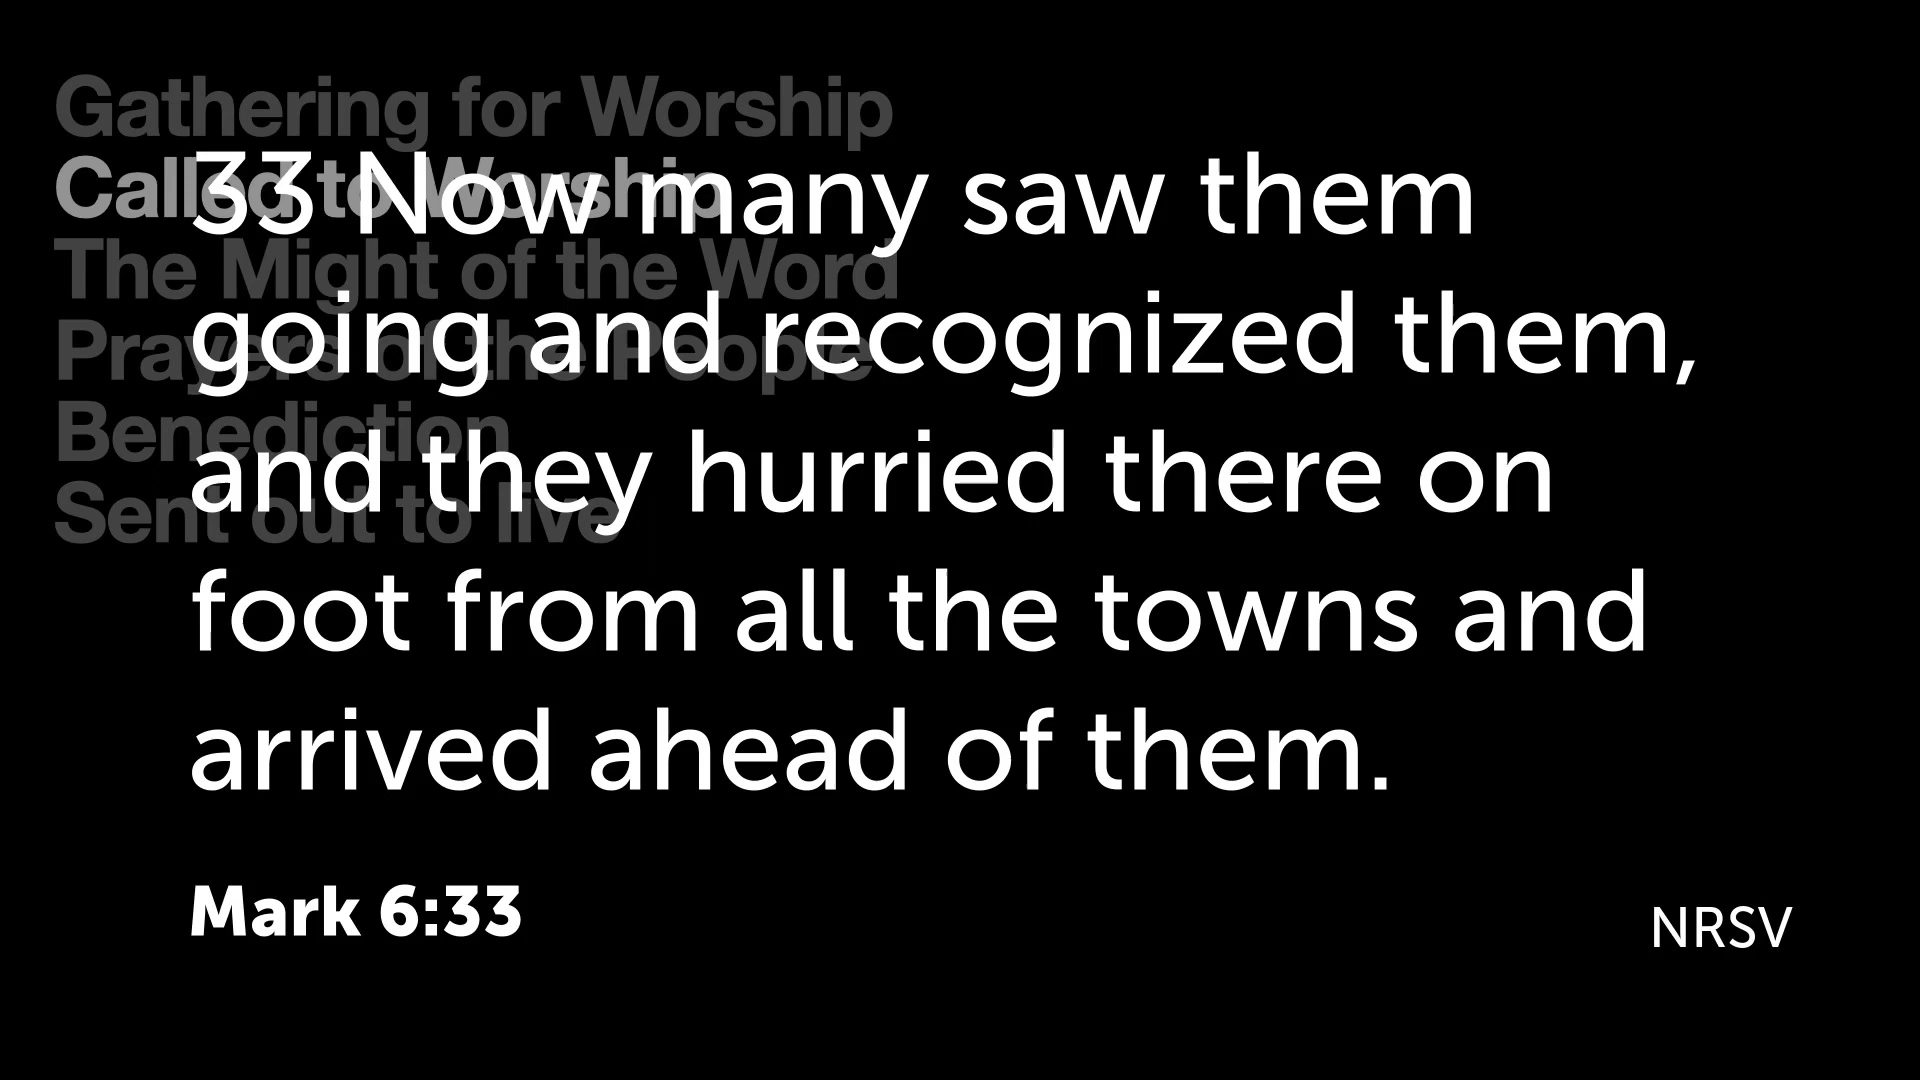 Gathering for Worship
Called to Worship
The Might of the Word
Prayers of the People
Benediction
Sent out to live
33 Now many saw them
going and recognized them,
and they hurried there on
foot from all the towns and
arrived ahead of them.
Mark 6:33
NRSV